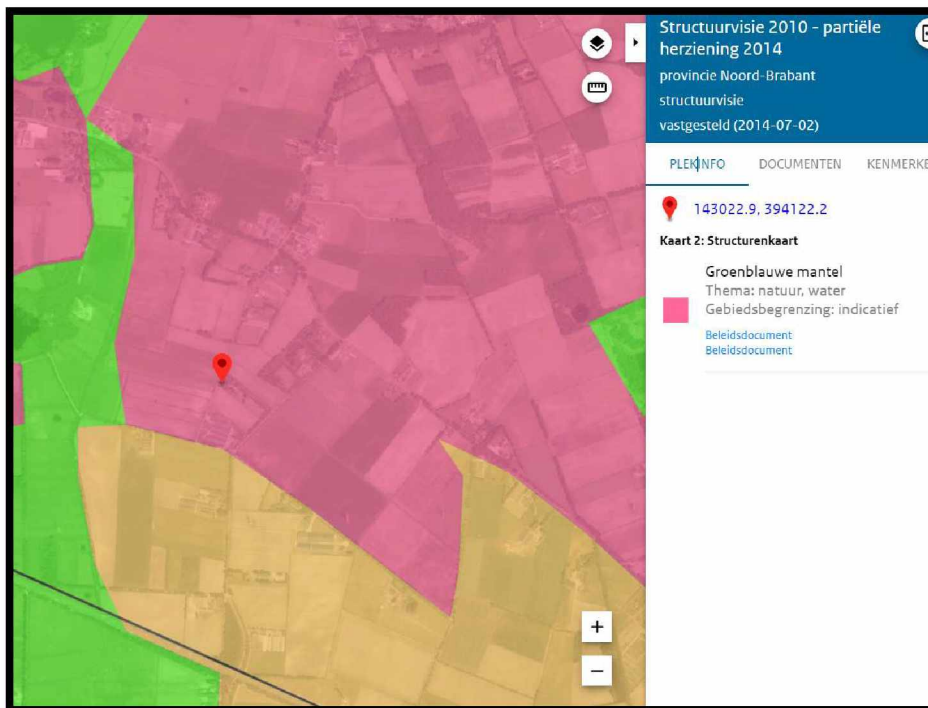 Structuurvisie 2010 - partiële
herziening 2014
provincie Noord-Brabant
structuurvisie
vastgesteld (2014-07-02)
PLEKINFO DOCUMENTEN KENMERKE
143022.9, 394122.2
Kaart 2: Structurenkaart
Groenblauwe mantel
Thema: natuur, water
Gebiedsbegrenzing: indicatief
Beleidsdocument
Beleidsdocument
+
−